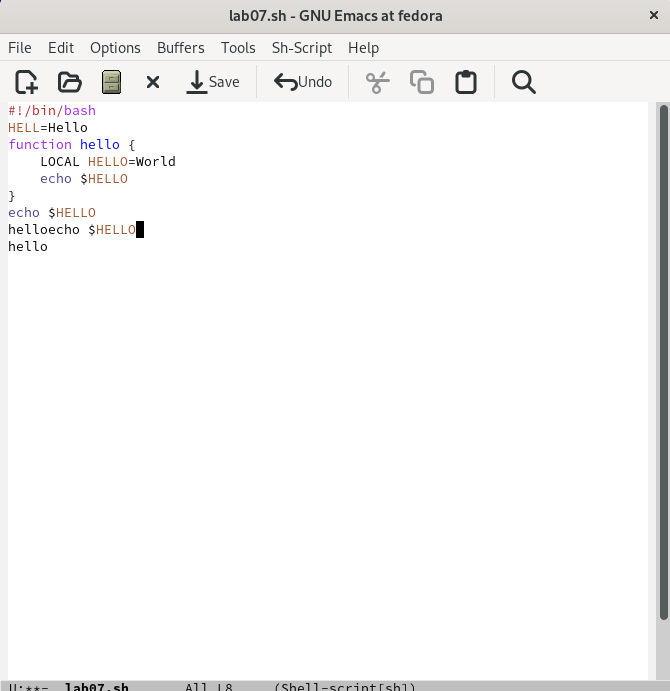 lab07.sh - GNU Emacs at fedora
File Edit Options Buffers Tools Sh-Script Help
Save Undo
#!/bin/bash
HELL=Hello
function hello {
    LOCAL HELLO=World
    echo $HELLO
}
echo $HELLO
helloecho $HELLO
hello
U:**- lab07.sh All L8 (Shell-script[sh])